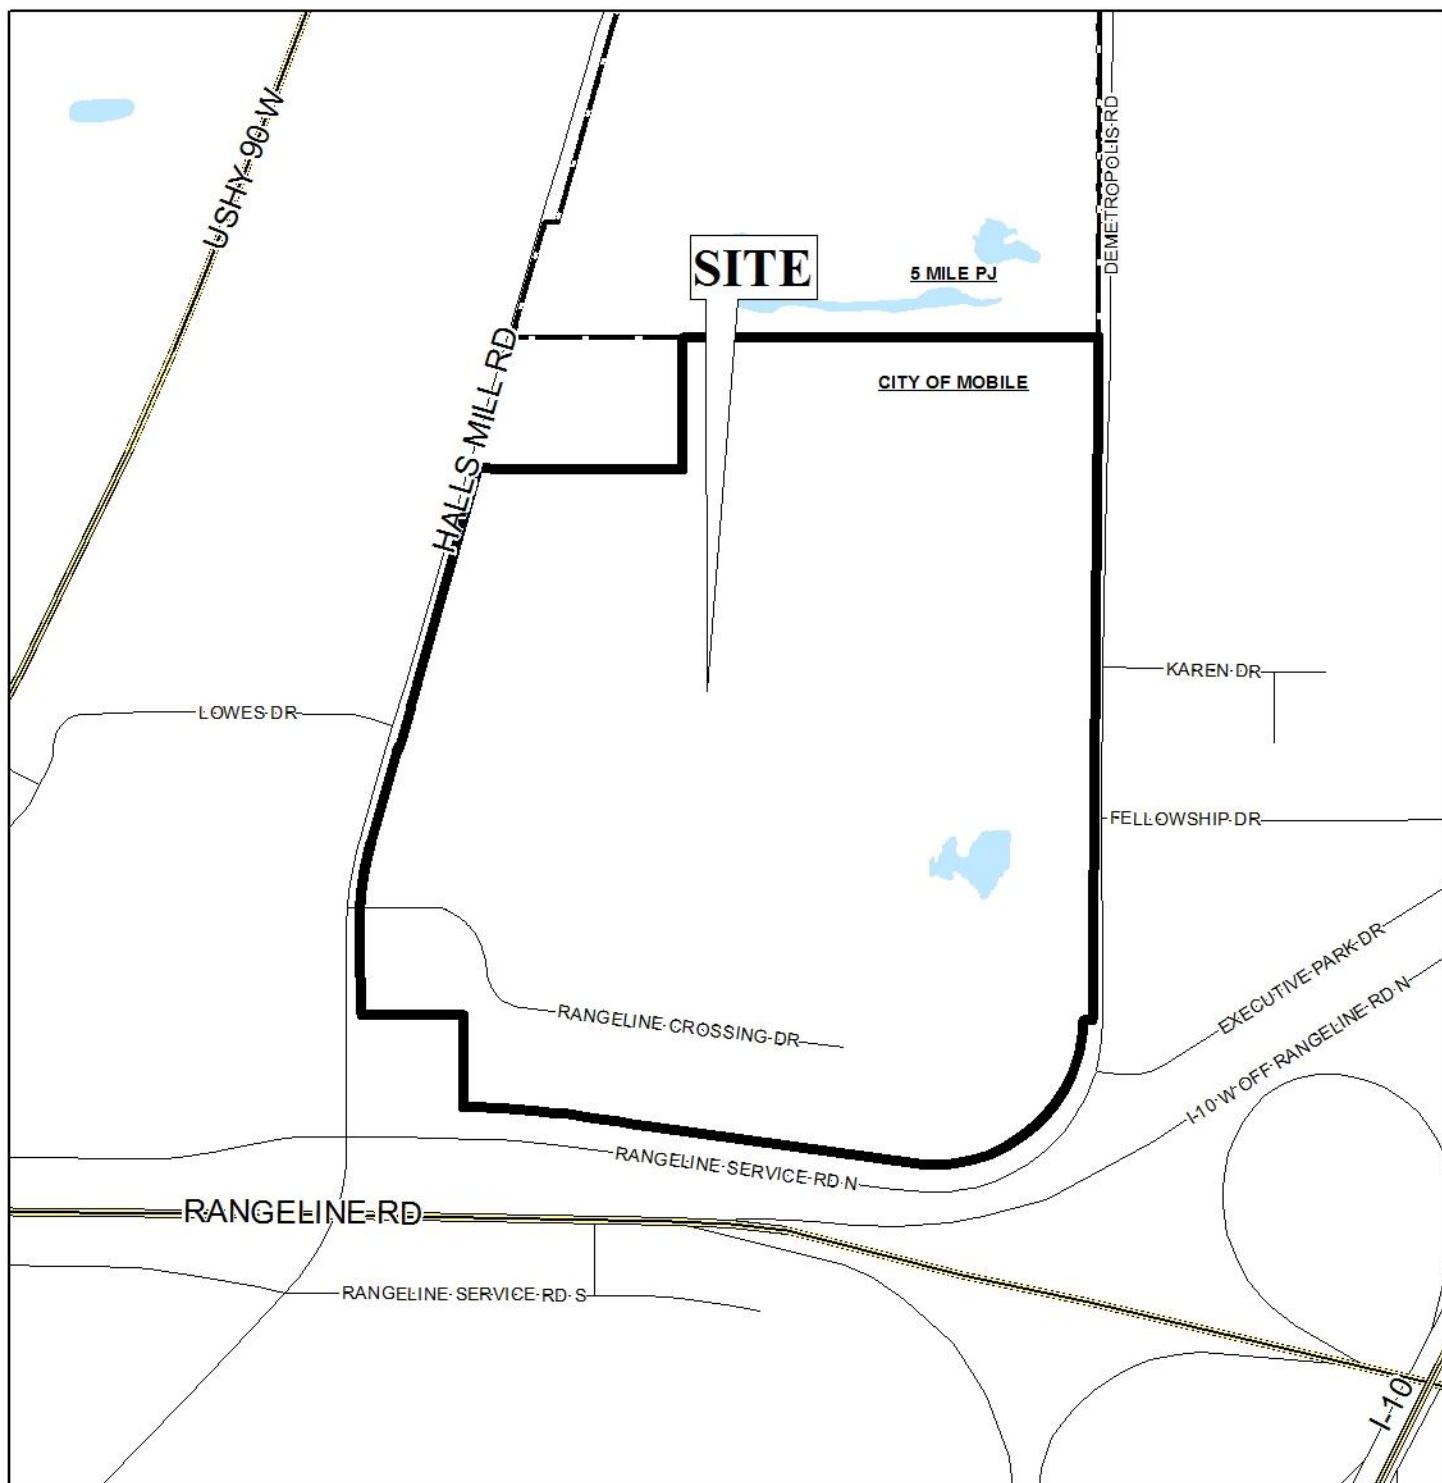 USHY 90 W
DEMETROPOLIS RD
SITE
5 MILE PJ
HALLS MILL RD
CITY OF MOBILE
KAREN DR
LOWES DR
FELLOWSHIP DR
EXECUTIVE PARK DR
I-10 W OFF RANGELINE RD N
RANGELINE CROSSING DR
RANGELINE SERVICE RD N
RANGELINE RD
RANGELINE SERVICE RD S
I-10